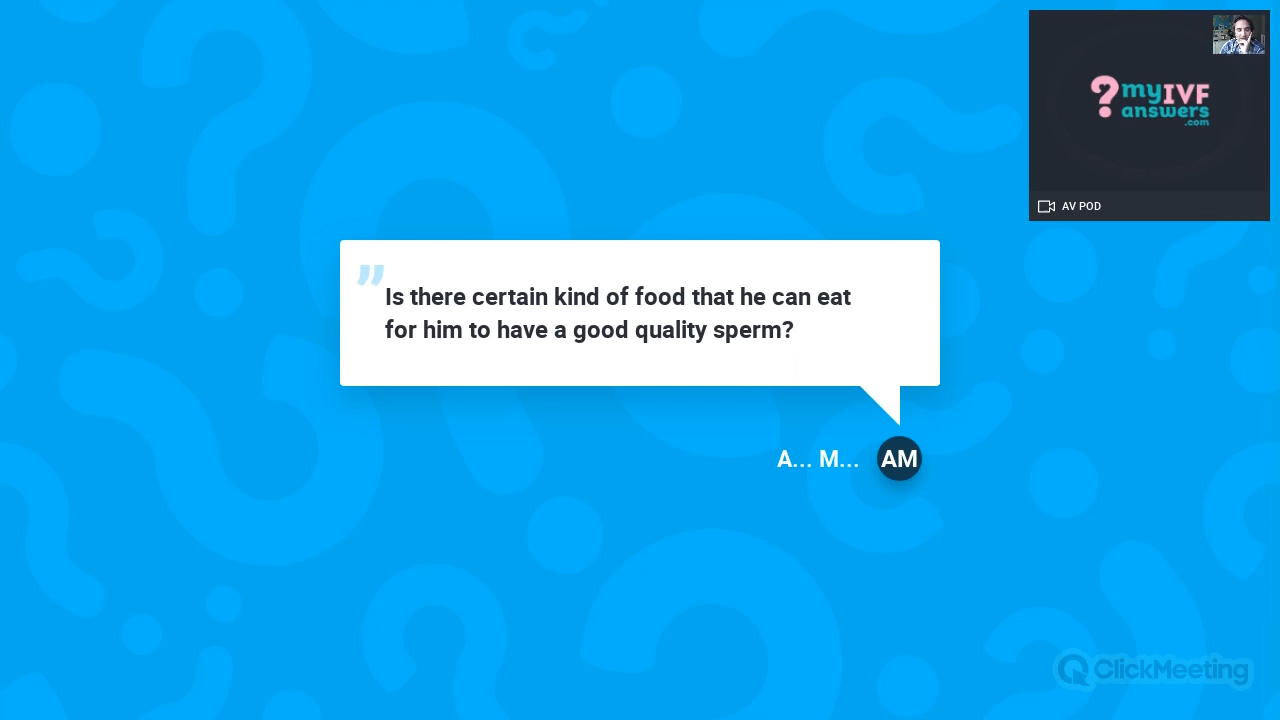 ?myIVF
answers
.com
AV POD
”
Is there certain kind of food that he can eat
for him to have a good quality sperm?
A... M... AM
ClickMeeting